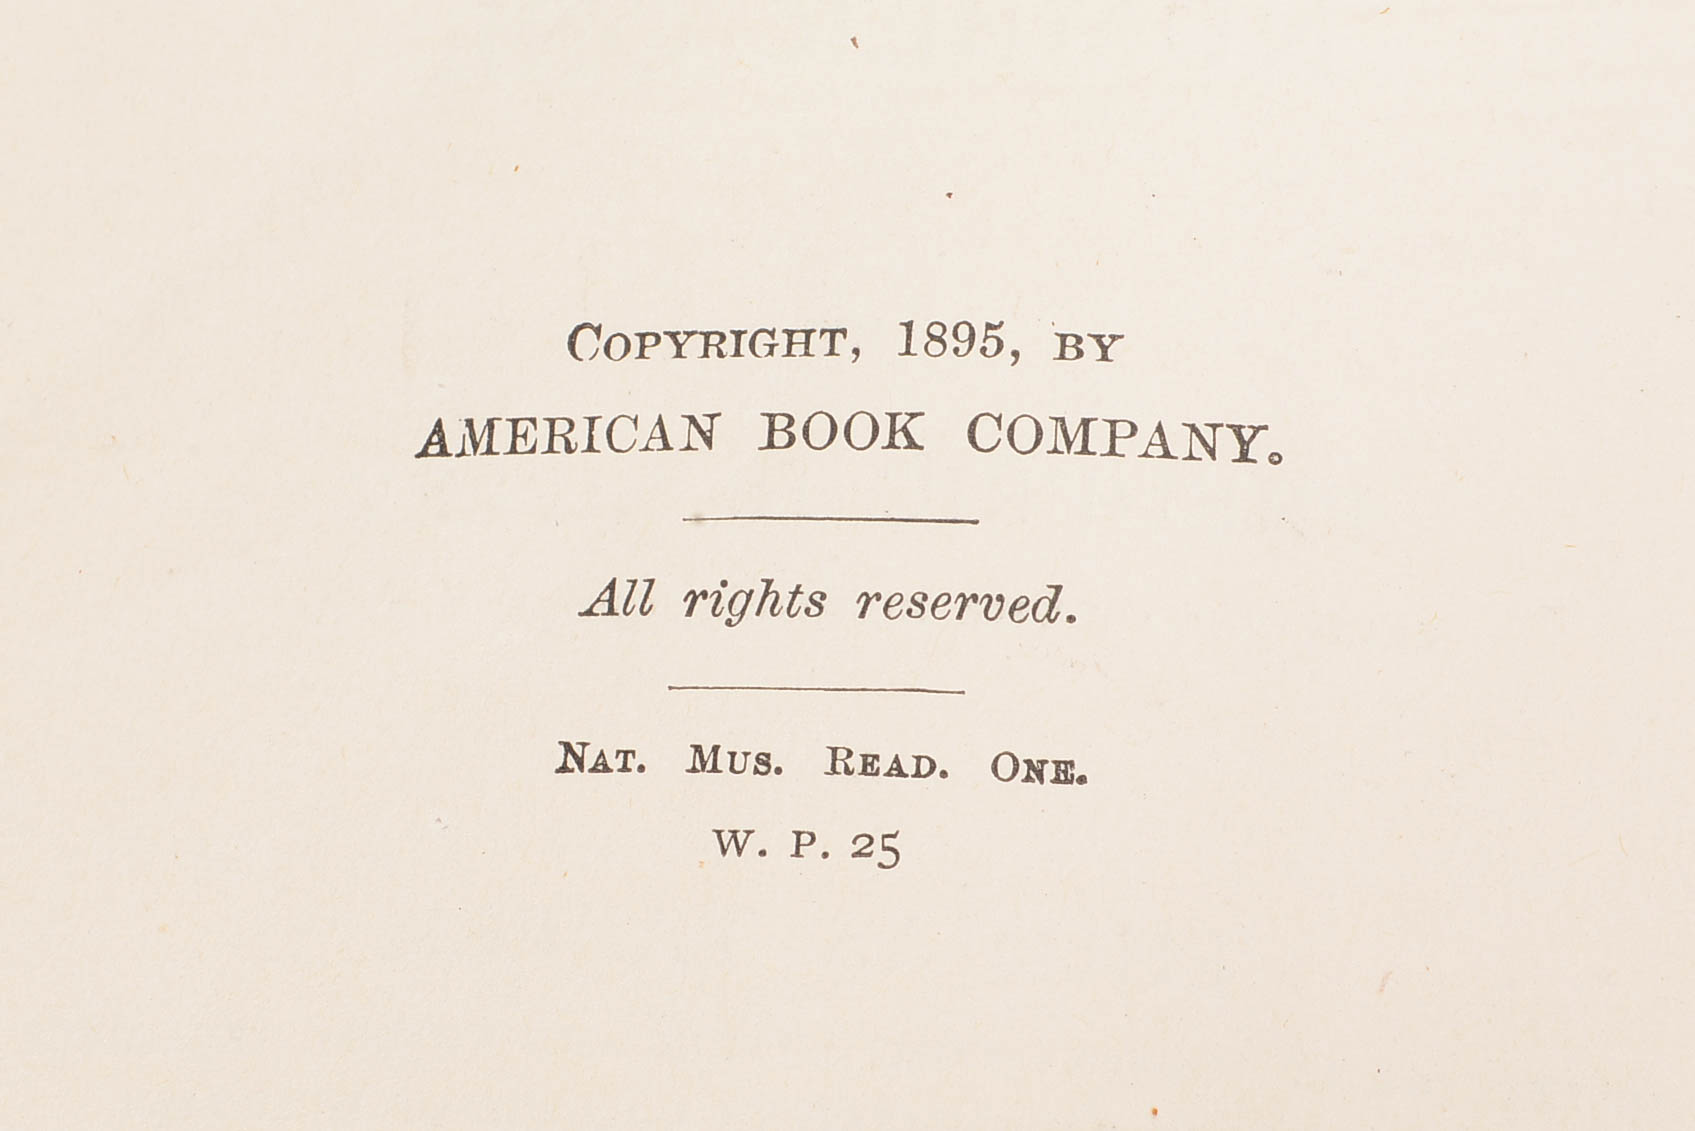 Copyright, 1895, by
AMERICAN BOOK COMPANY.
All rights reserved.
Nat. Mus. Read. One.
W. P. 25